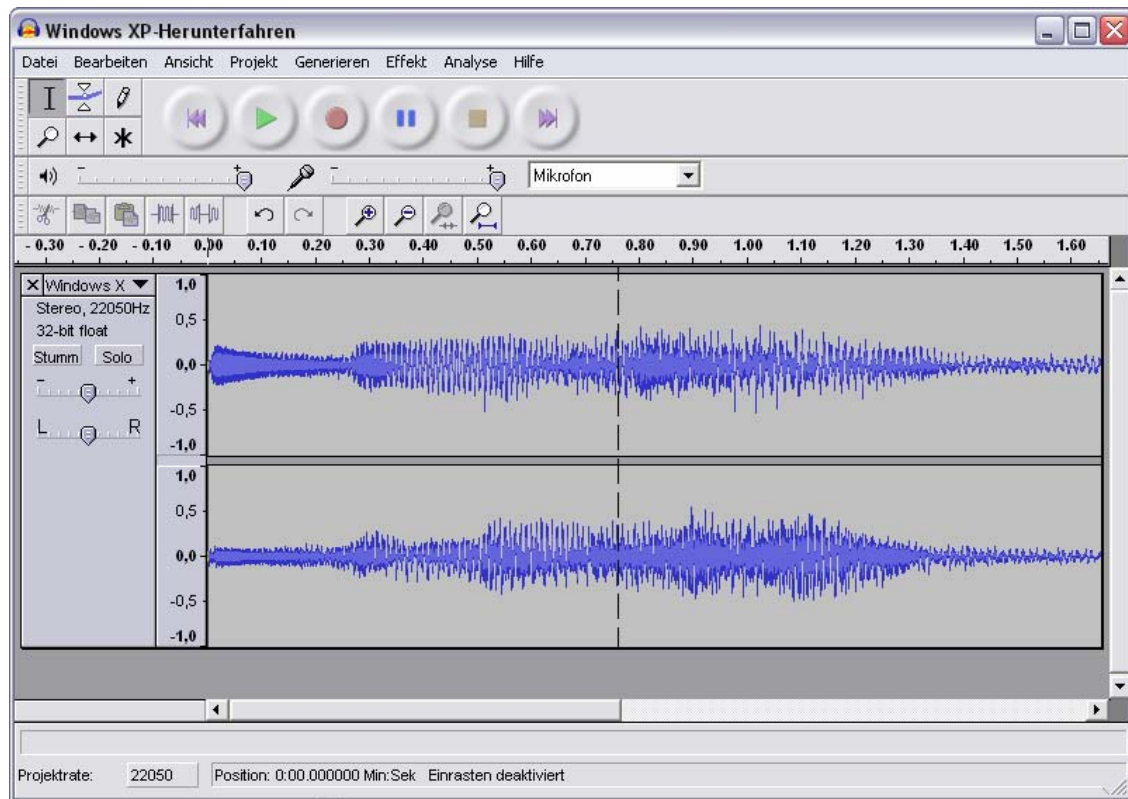 Windows XP-Herunterfahren
Datei Bearbeiten Ansicht Projekt Generieren Effekt Analyse Hilfe
- + - + Mikrofon
- 0.30 - 0.20 - 0.10 0.00 0.10 0.20 0.30 0.40 0.50 0.60 0.70 0.80 0.90 1.00 1.10 1.20 1.30 1.40 1.50 1.60
X Windows X
Stereo, 22050Hz
32-bit float
Stumm Solo
- +
L R
1,0
0,5
0,0
-0,5
-1,0
1,0
0,5
0,0
-0,5
-1,0
Projektrate: 22050 Position: 0:00.000000 Min:Sek Einrasten deaktiviert